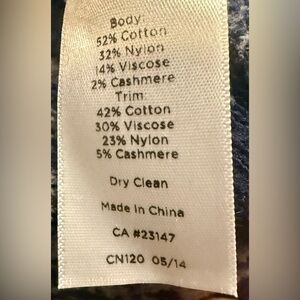 Body:
52% Cotton
32% Nylon
14% Viscose
2% Cashmere
Trim:
42% Cotton
30% Viscose
23% Nylon
5% Cashmere
Dry Clean
Made In China
CA #23147
CN120 05/14